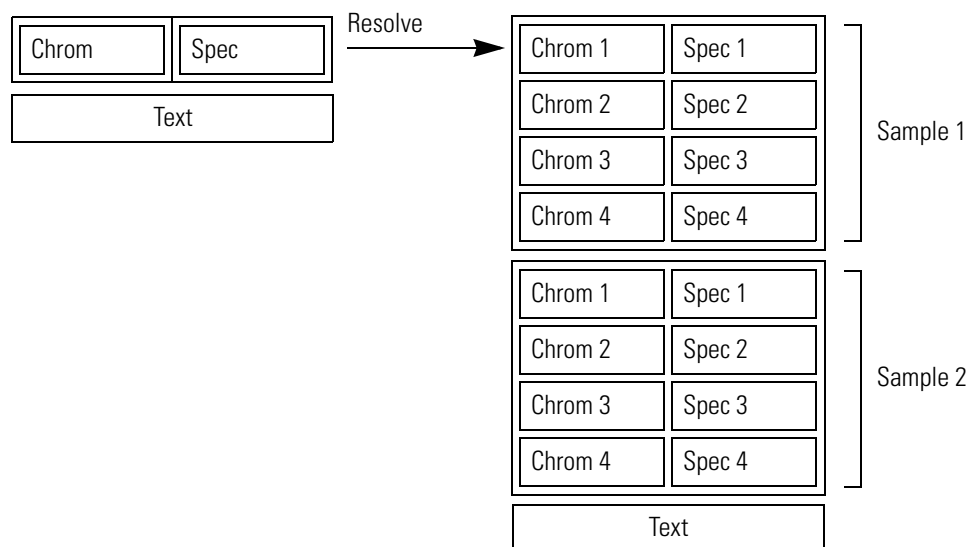 Chrom Spec
Text
Resolve
Chrom 1 Spec 1
Chrom 2 Spec 2
Chrom 3 Spec 3
Chrom 4 Spec 4
Sample 1
Chrom 1 Spec 1
Chrom 2 Spec 2
Chrom 3 Spec 3
Chrom 4 Spec 4
Sample 2
Text